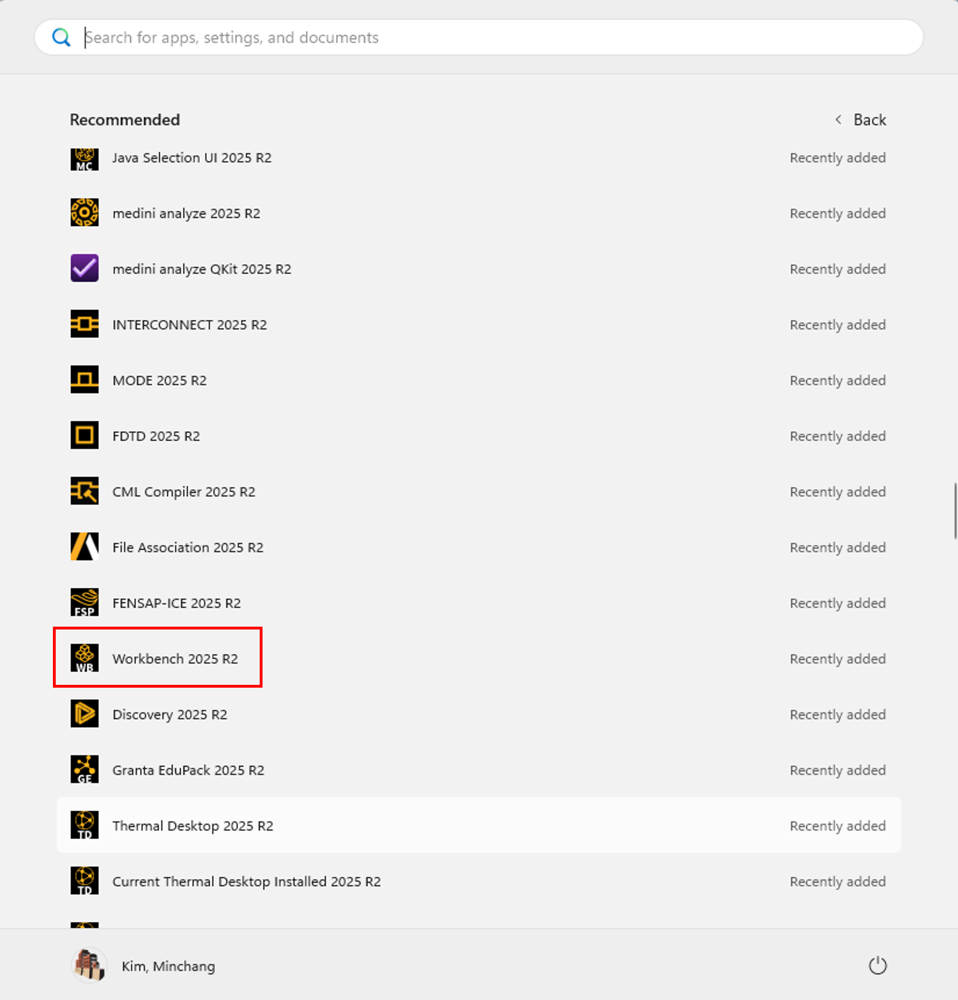 Search for apps, settings, and documents
Recommended
Back
MC Java Selection UI 2025 R2 Recently added
medini analyze 2025 R2 Recently added
medini analyze QKit 2025 R2 Recently added
INTERCONNECT 2025 R2 Recently added
MODE 2025 R2 Recently added
FDTD 2025 R2 Recently added
CML Compiler 2025 R2 Recently added
File Association 2025 R2 Recently added
FSP FENSAP-ICE 2025 R2 Recently added
WB Workbench 2025 R2 Recently added
Discovery 2025 R2 Recently added
GE Granta EduPack 2025 R2 Recently added
TD Thermal Desktop 2025 R2 Recently added
TD Current Thermal Desktop Installed 2025 R2 Recently added
Kim, Minchang